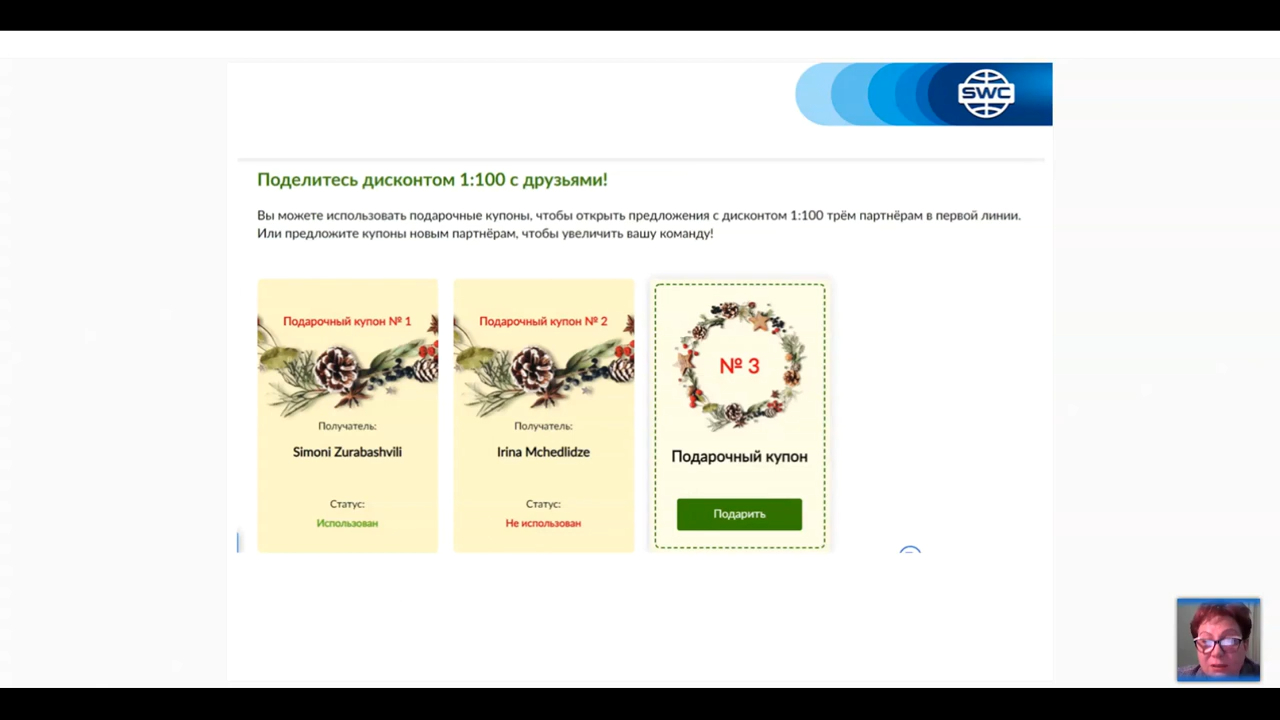 SWC
Поделитесь дисконтом 1:100 с друзьями!
Вы можете использовать подарочные купоны, чтобы открыть предложения с дисконтом 1:100 трём партнёрам в первой линии.
Или предложите купоны новым партнёрам, чтобы увеличить вашу команду!
Подарочный купон № 1
Получатель:
Simoni Zurabashvili
Статус:
Использован
Подарочный купон № 2
Получатель:
Irina Mchedlidze
Статус:
Не использован
№ 3
Подарочный купон
Подарить